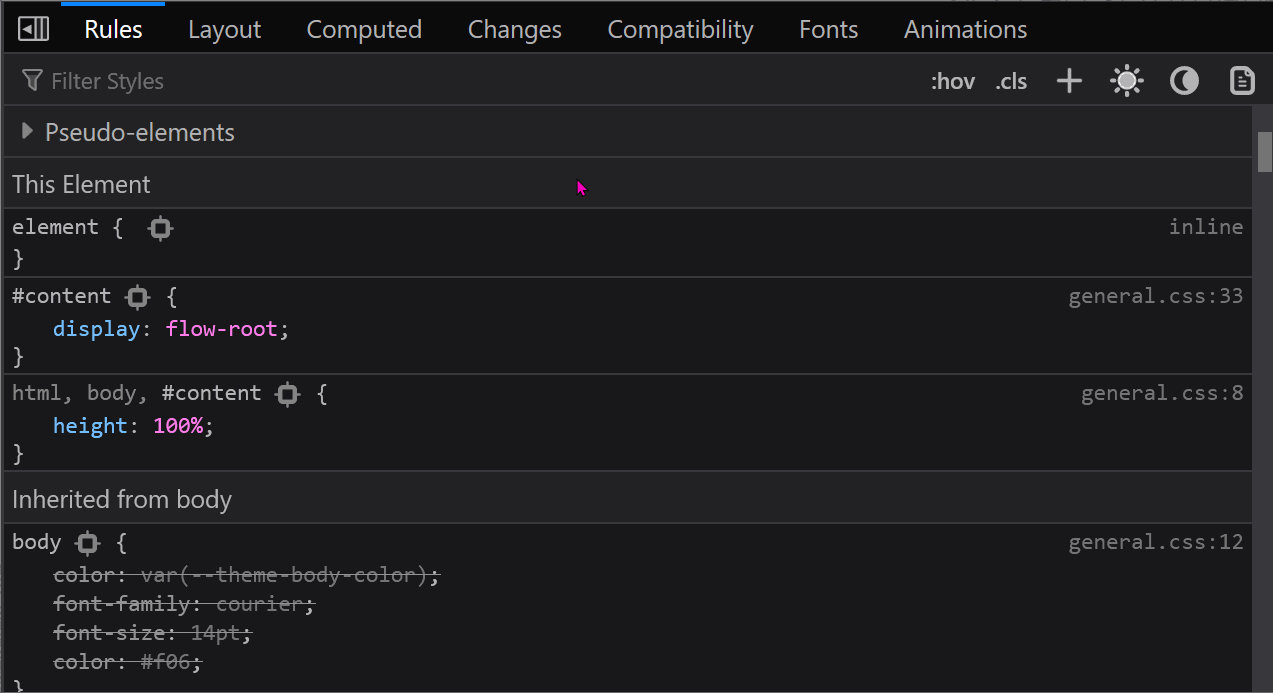 Rules Layout Computed Changes Compatibility Fonts Animations
Filter Styles :hov .cls
Pseudo-elements
This Element
element { inline
}
#content { general.css:33
display: flow-root;
}
html, body, #content { general.css:8
height: 100%;
}
Inherited from body
body { general.css:12
color: var(--theme-body-color);
font-family: courier;
font-size: 14pt;
color: #f06;
}